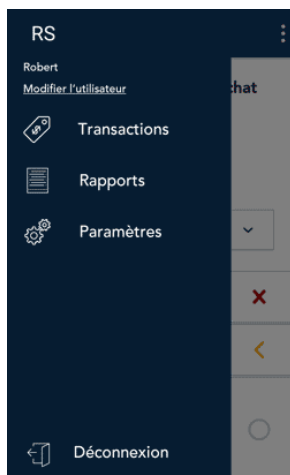 RS
Robert
Modifier l'utilisateur
hat
Transactions
Rapports
Paramètres
Déconnexion